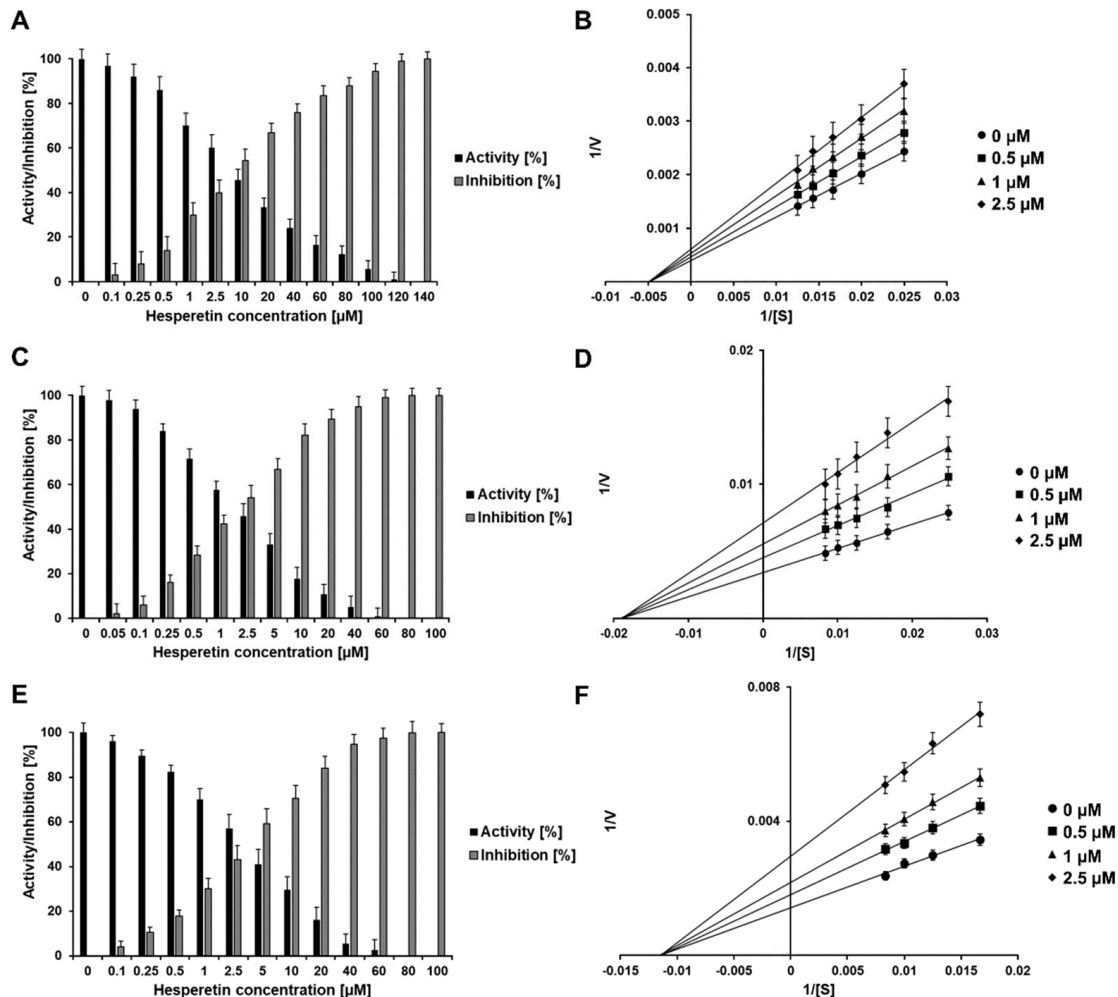 A
Activity/Inhibition [%]
100
80
60
40
20
0
0 0.1 0.25 0.5 1 2.5 10 20 40 60 80 100 120 140
Hesperetin concentration [µM]
Activity [%]
Inhibition [%]
B
1/V
0.005
0.004
0.003
0.002
0.001
-0.01 -0.005 0 0.005 0.01 0.015 0.02 0.025 0.03
1/[S]
0 µM
0.5 µM
1 µM
2.5 µM
C
Activity/Inhibition [%]
100
80
60
40
20
0
0 0.05 0.1 0.25 0.5 1 2.5 5 10 20 40 60 80 100
Hesperetin concentration [µM]
Activity [%]
Inhibition [%]
D
1/V
0.02
0.01
-0.02 -0.01 0 0.01 0.02 0.03
1/[S]
0 µM
0.5 µM
1 µM
2.5 µM
E
Activity/Inhibition [%]
100
80
60
40
20
0
0 0.1 0.25 0.5 1 2.5 5 10 20 40 60 80 100
Hesperetin concentration [µM]
Activity [%]
Inhibition [%]
F
1/V
0.008
0.004
-0.015 -0.01 -0.005 0 0.005 0.01 0.015 0.02
1/[S]
0 µM
0.5 µM
1 µM
2.5 µM